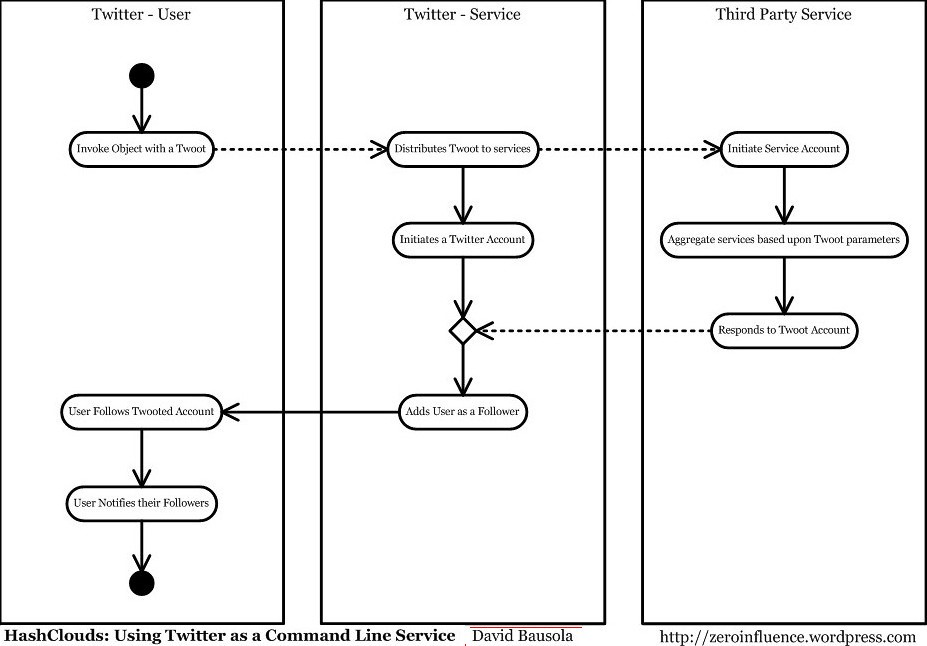 Twitter - User
Twitter - Service
Third Party Service
Invoke Object with a Twoot
Distributes Twoot to services
Initiate Service Account
Initiates a Twitter Account
Aggregate services based upon Twoot parameters
Responds to Twoot Account
User Follows Twooted Account
Adds User as a Follower
User Notifies their Followers
HashClouds: Using Twitter as a Command Line Service
David Bausola
http://zeroinfluence.wordpress.com